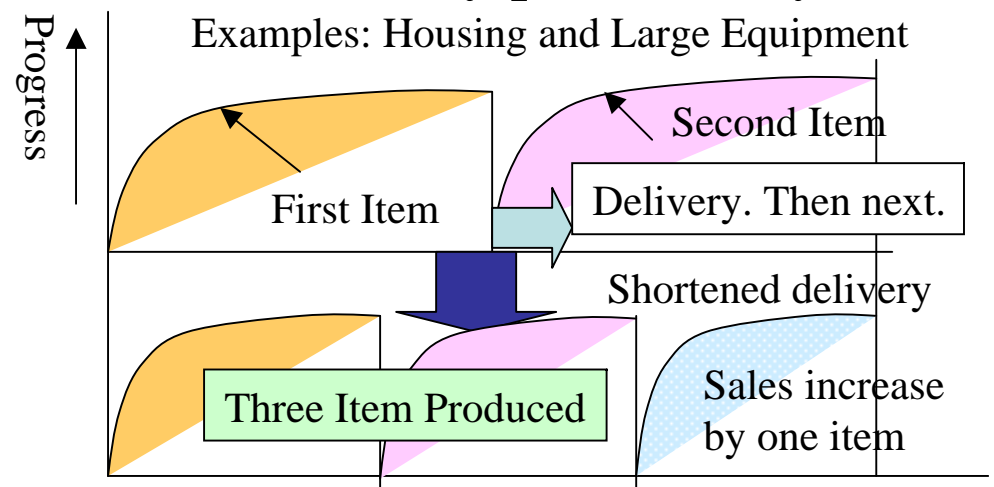 Examples: Housing and Large Equipment
Progress
Second Item
First Item
Delivery. Then next.
Shortened delivery
Three Item Produced
Sales increase
by one item